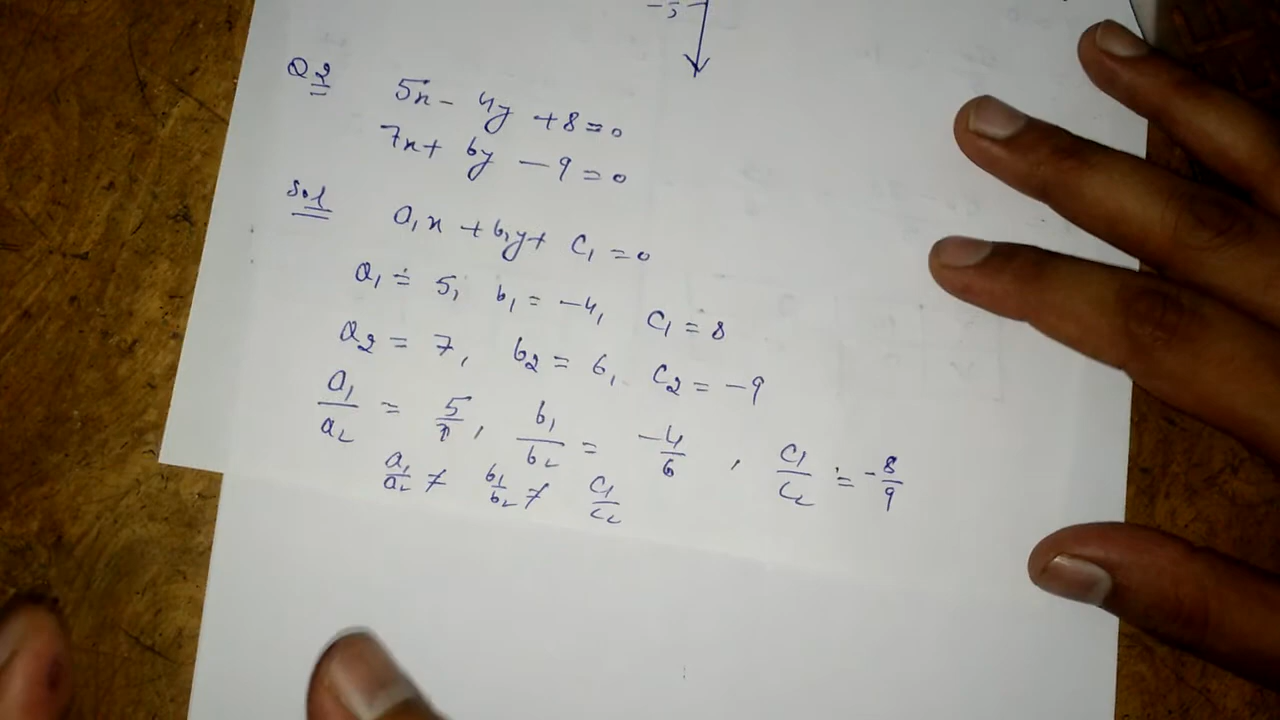 -5
Q2
5x - 4y + 8 = 0
7x + 6y - 9 = 0
Sol
a₁x + b₁y + c₁ = 0
a₁ = 5, b₁ = -4, c₁ = 8
a₂ = 7, b₂ = 6, c₂ = -9
a₁/a₂ = 5/7, b₁/b₂ = -4/6, c₁/c₂ = -8/9
a₁/a₂ ≠ b₁/b₂ ≠ c₁/c₂